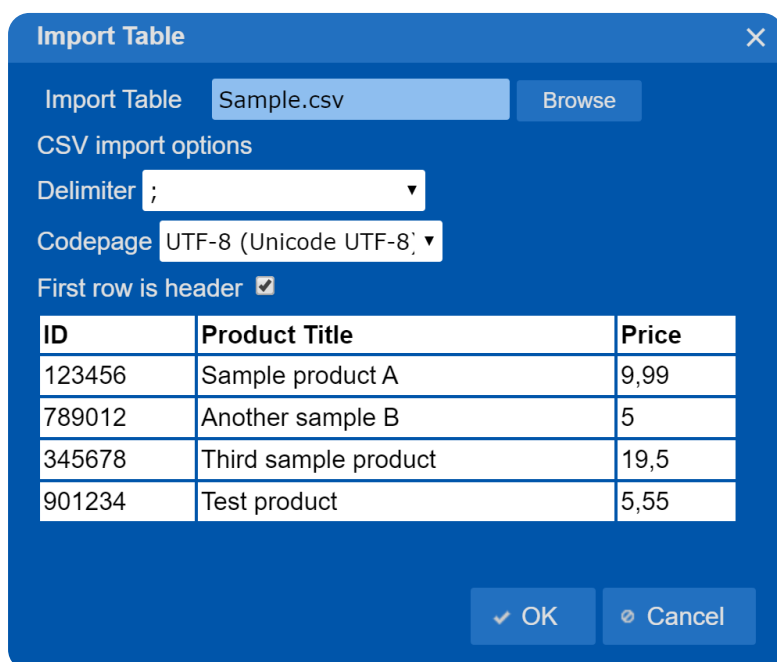 Import Table
Import Table Sample.csv Browse
CSV import options
Delimiter ;
Codepage UTF-8 (Unicode UTF-8)
First row is header
ID Product Title Price
123456 Sample product A 9,99
789012 Another sample B 5
345678 Third sample product 19,5
901234 Test product 5,55
OK Cancel